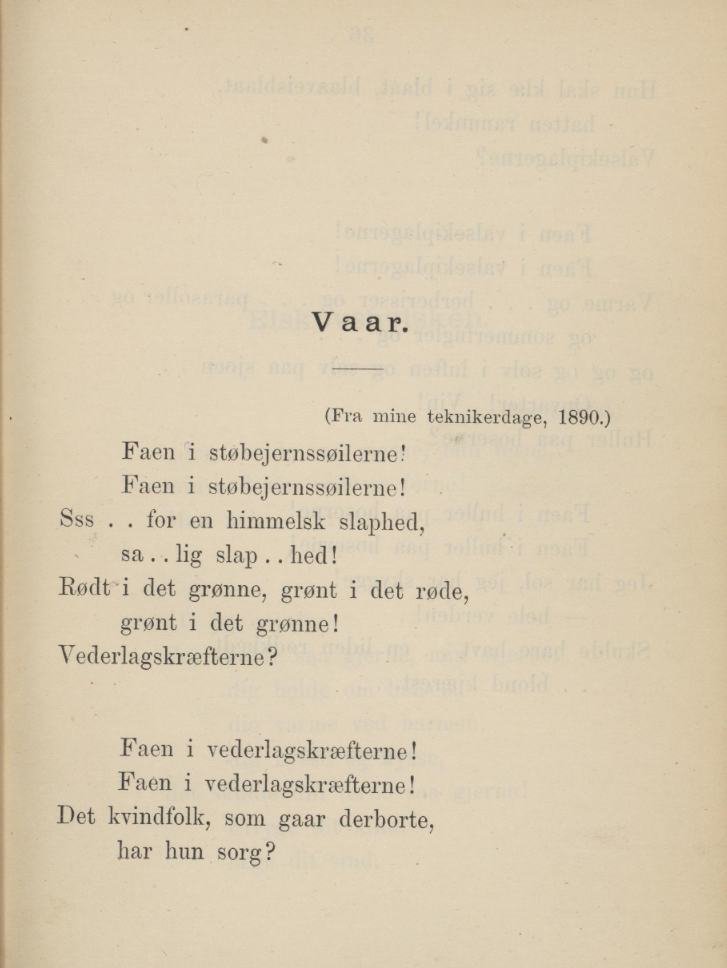 Vaar.
(Fra mine teknikerdage, 1890.)
Faen i støbejernssøilerne!
Faen i støbejernssøilerne!
Sss . . for en himmelsk slaphed,
sa . . lig slap . . hed!
Rødt i det grønne, grønt i det røde,
grønt i det grønne!
Vederlagskræfterne?
Faen i vederlagskræfterne!
Faen i vederlagskræfterne!
Det kvindfolk, som gaar derborte,
har hun sorg?